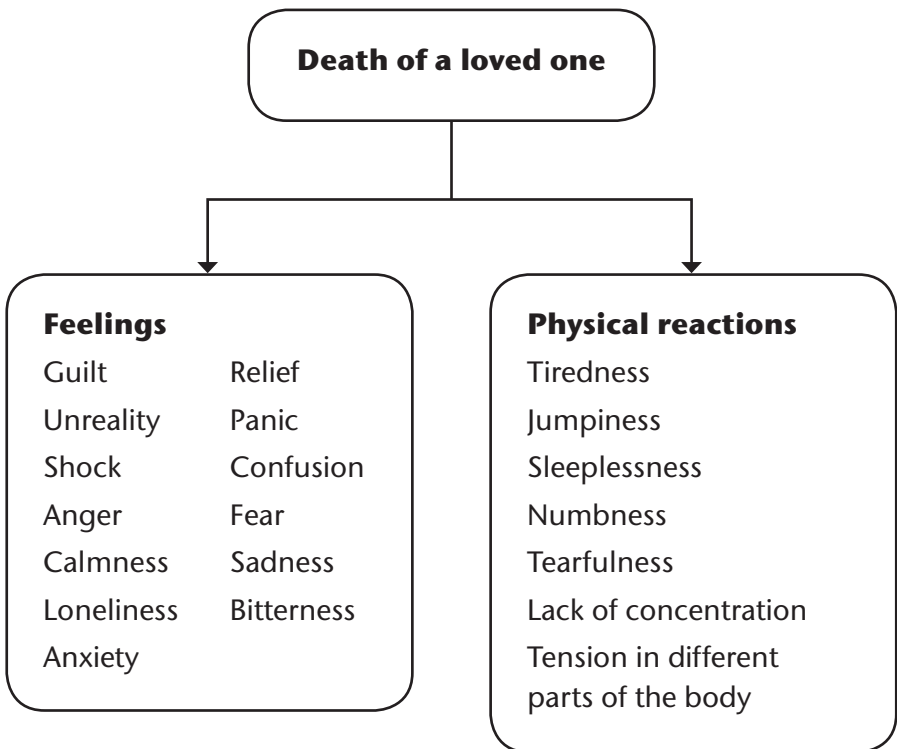 Death of a loved one
Feelings
Guilt
Unreality
Shock
Anger
Calmness
Loneliness
Anxiety
Relief
Panic
Confusion
Fear
Sadness
Bitterness
Physical reactions
Tiredness
Jumpiness
Sleeplessness
Numbness
Tearfulness
Lack of concentration
Tension in different
parts of the body